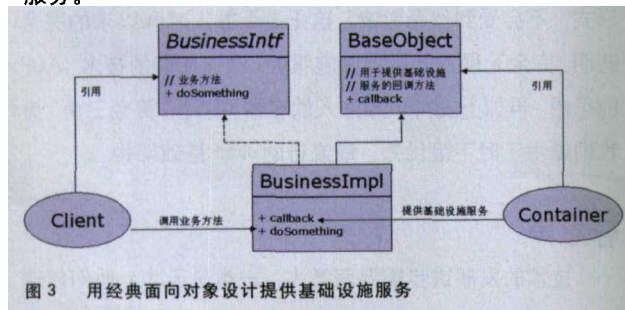 服务。
BusinessIntf
// 业务方法
+ doSomething
BaseObject
// 用于提供基础设施
// 服务的回调方法
+ callback
引用
引用
BusinessImpl
+ callback
+ doSomething
Client
调用业务方法
提供基础设施服务
Container
图 3 用经典面向对象设计提供基础设施服务